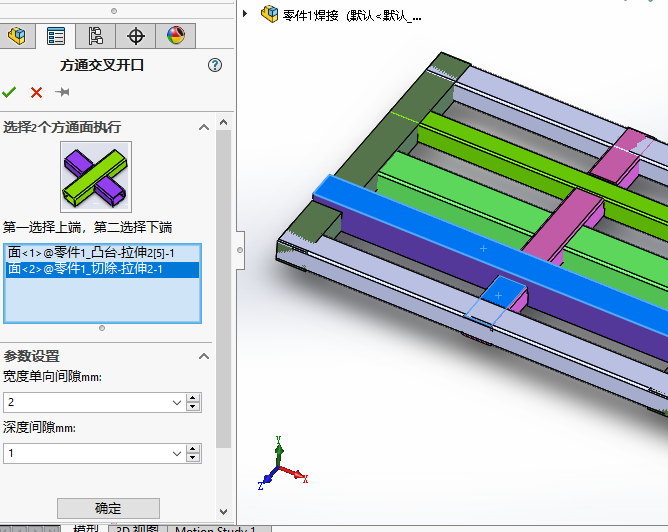 零件1焊接 (默认<默认_...
方通交叉开口
选择2个方通面执行
第一选择上端，第二选择下端
面<1>@零件1_凸台-拉伸2[5]-1
面<2>@零件1_切除-拉伸2-1
参数设置
宽度单向间隙mm:
2
深度间隙mm:
1
确定
Y
X
Z
模型
3D 视图
Motion Study 1